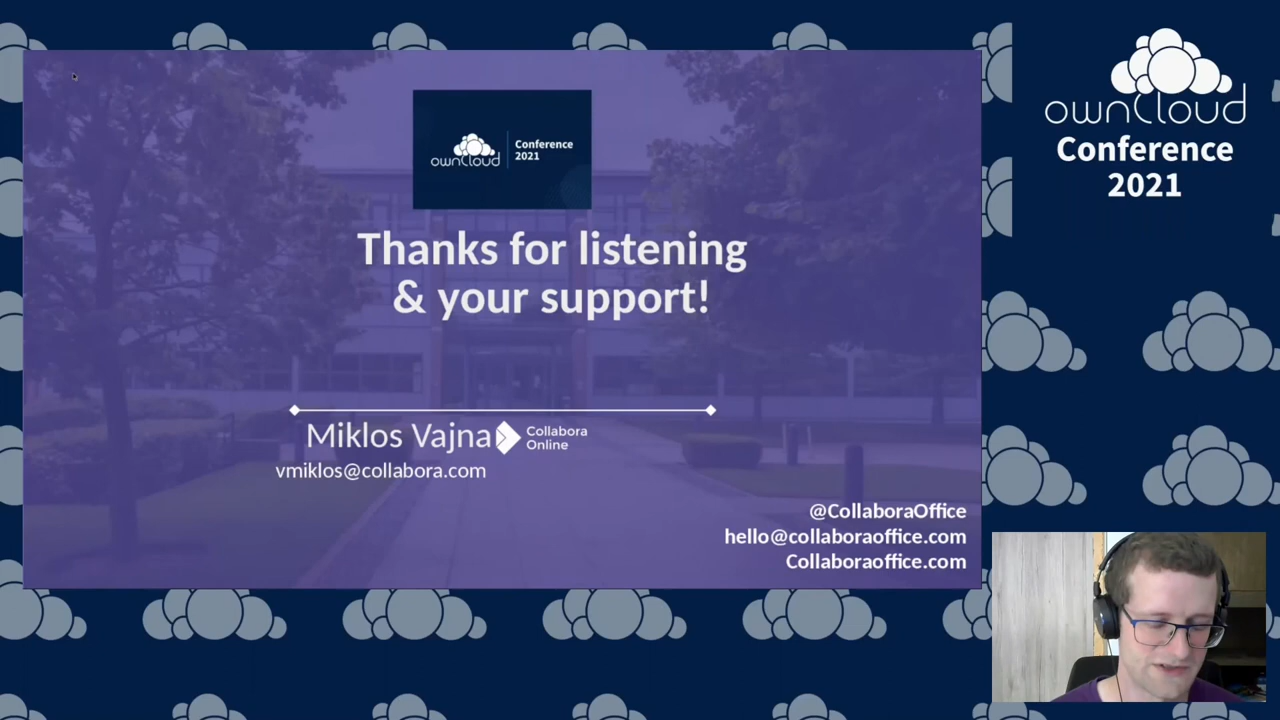 ownCloud
Conference
2021
ownCloud
Conference
2021
Thanks for listening
& your support!
Miklos Vajna
Collabora
Online
vmiklos@collabora.com
@CollaboraOffice
hello@collaboraoffice.com
Collaboraoffice.com